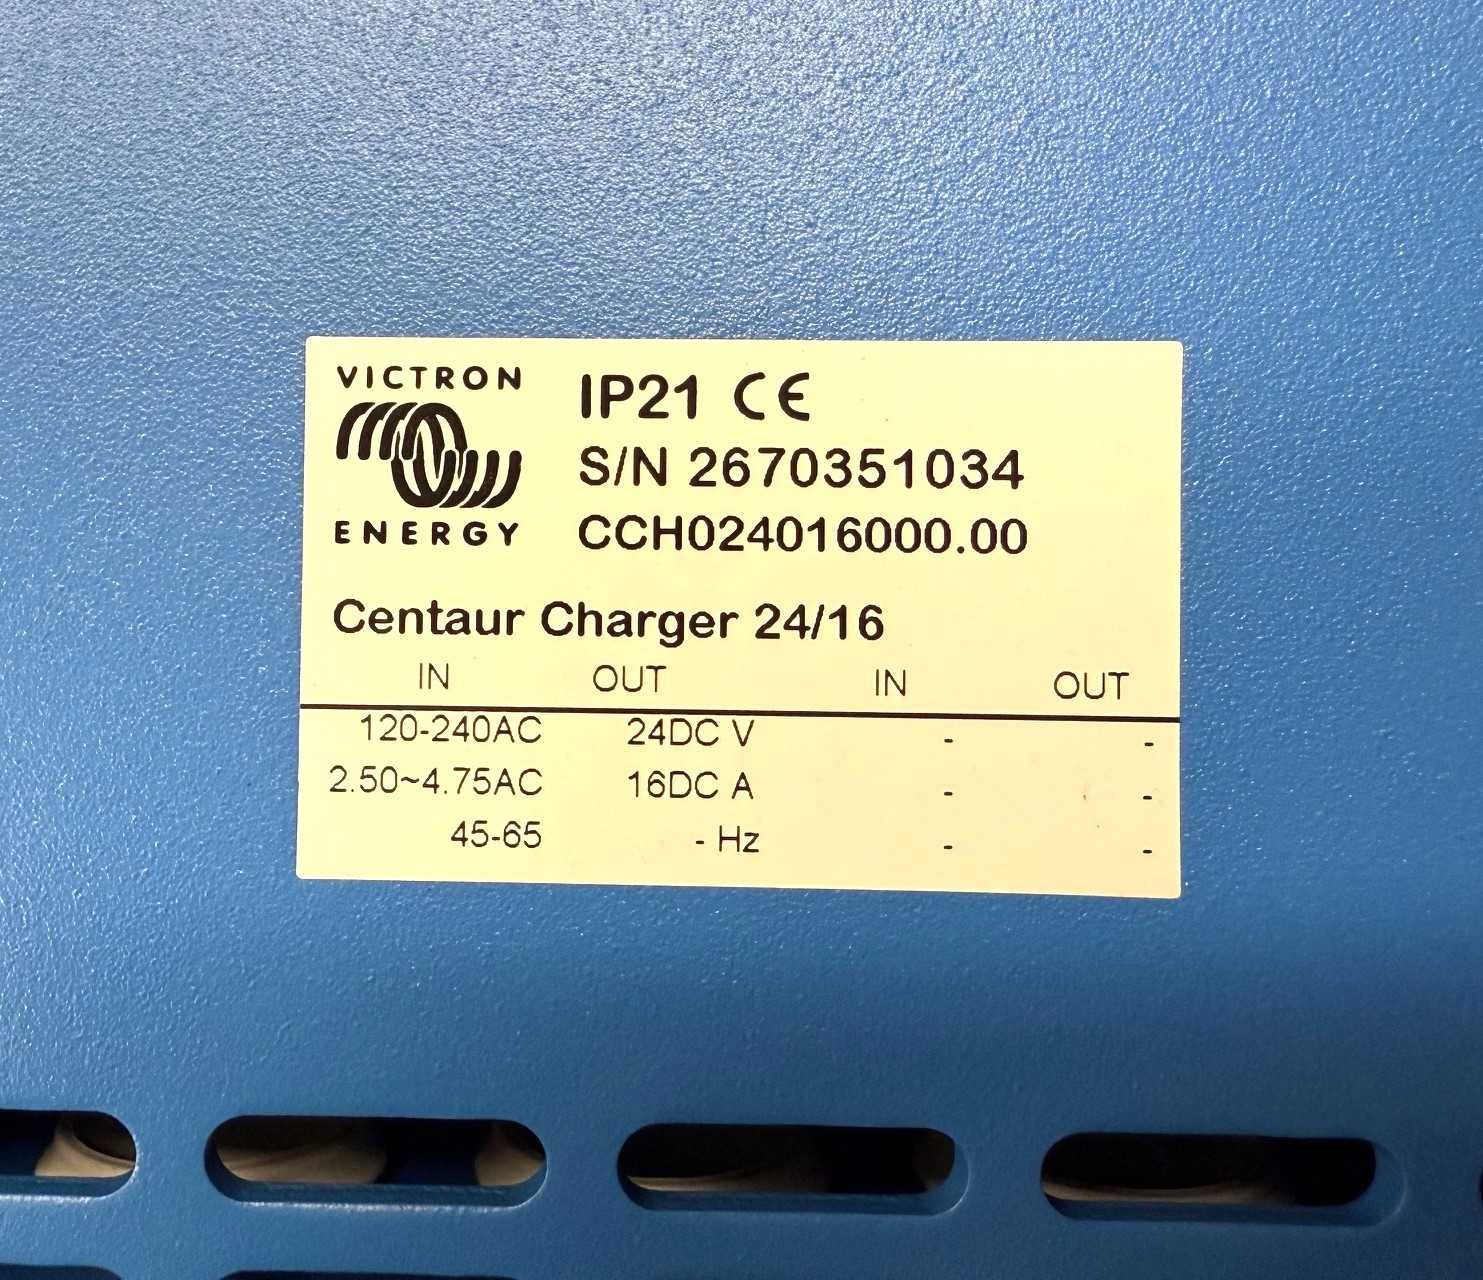 VICTRON
ENERGY
IP21 CE
S/N 2670351034
CCH024016000.00
Centaur Charger 24/16
IN OUT IN OUT
120-240AC 24DC V - -
2.50~4.75AC 16DC A - -
45-65 - Hz - -